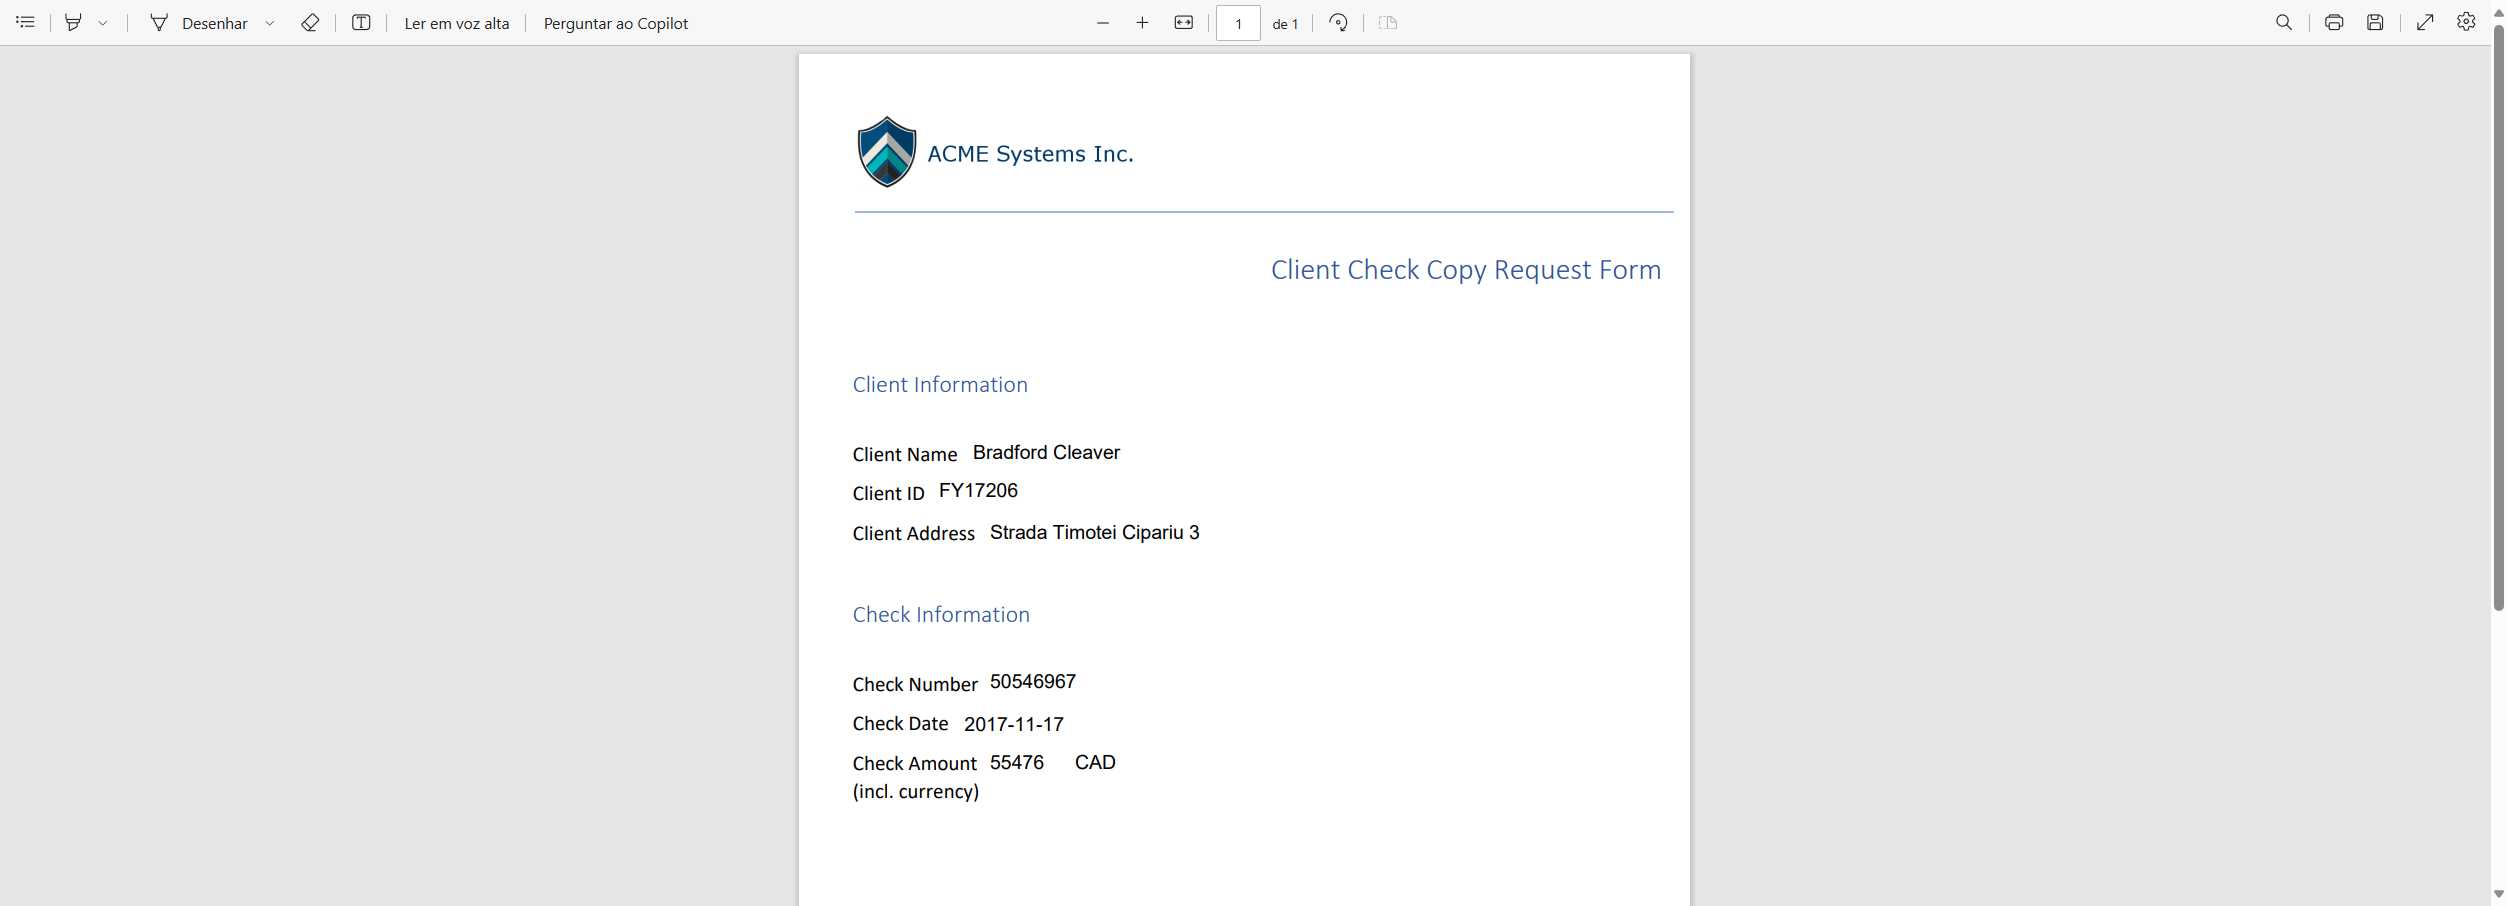 Desenhar Ler em voz alta Perguntar ao Copilot 1 de 1
ACME Systems Inc.
Client Check Copy Request Form
Client Information
Client Name Bradford Cleaver
Client ID FY17206
Client Address Strada Timotei Cipariu 3
Check Information
Check Number 50546967
Check Date 2017-11-17
Check Amount 55476 CAD
(incl. currency)